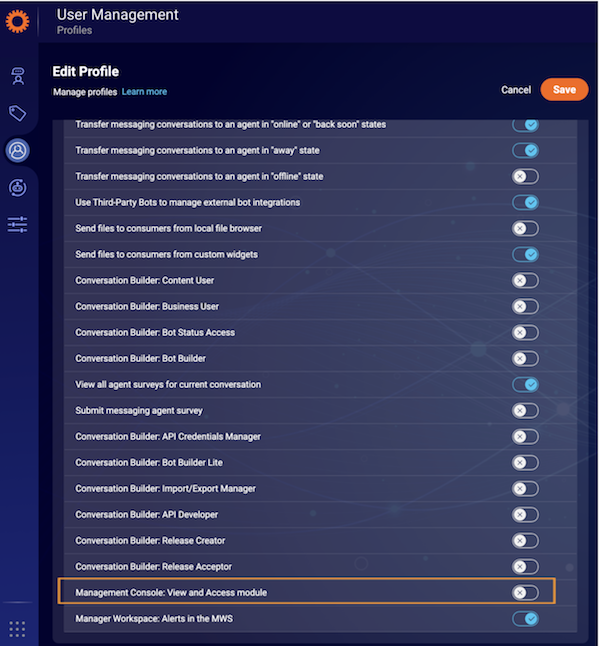 User Management
Profiles
Edit Profile
Manage profiles Learn more
Cancel
Save
Transfer messaging conversations to an agent in "online" or "back soon" states
Transfer messaging conversations to an agent in "away" state
Transfer messaging conversations to an agent in "offline" state
Use Third-Party Bots to manage external bot integrations
Send files to consumers from local file browser
Send files to consumers from custom widgets
Conversation Builder: Content User
Conversation Builder: Business User
Conversation Builder: Bot Status Access
Conversation Builder: Bot Builder
View all agent surveys for current conversation
Submit messaging agent survey
Conversation Builder: API Credentials Manager
Conversation Builder: Bot Builder Lite
Conversation Builder: Import/Export Manager
Conversation Builder: API Developer
Conversation Builder: Release Creator
Conversation Builder: Release Acceptor
Management Console: View and Access module
Manager Workspace: Alerts in the MWS